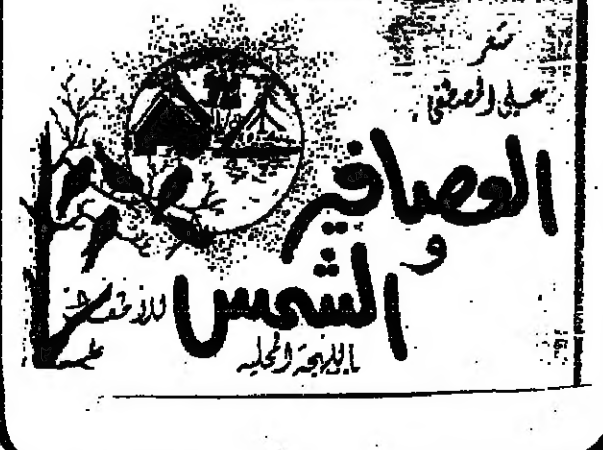 شعر
علي المصطفى
العصافير
و
الشمس
للأطفال
باللهجة المحلية